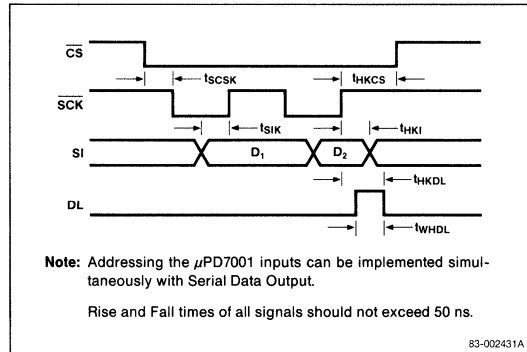 CS
tSCSK
tHKCS
SCK
tSIK
tHKI
SI
D1
D2
tHKDL
DL
tWHDL
Note: Addressing the μPD7001 inputs can be implemented simul-
taneously with Serial Data Output.
Rise and Fall times of all signals should not exceed 50 ns.
83-002431A